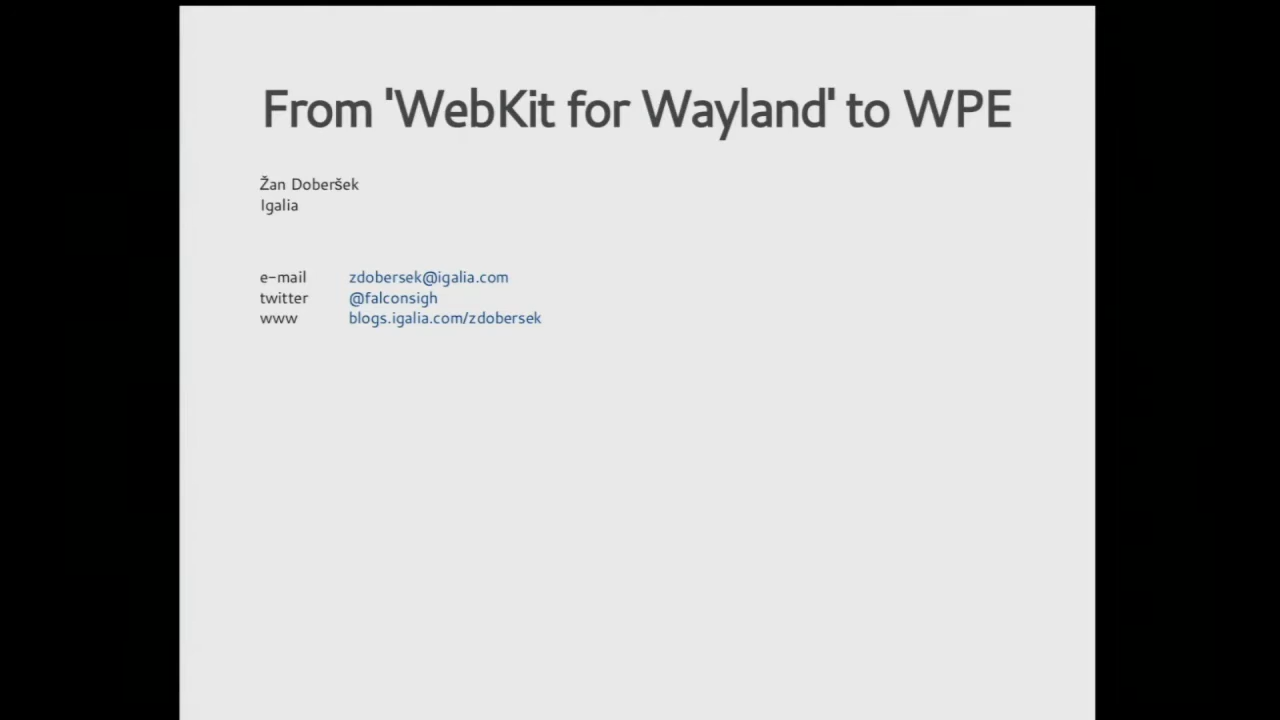 From 'WebKit for Wayland' to WPE
Žan Doberšek
Igalia
e-mail zdobersek@igalia.com
twitter @falconsigh
www blogs.igalia.com/zdobersek